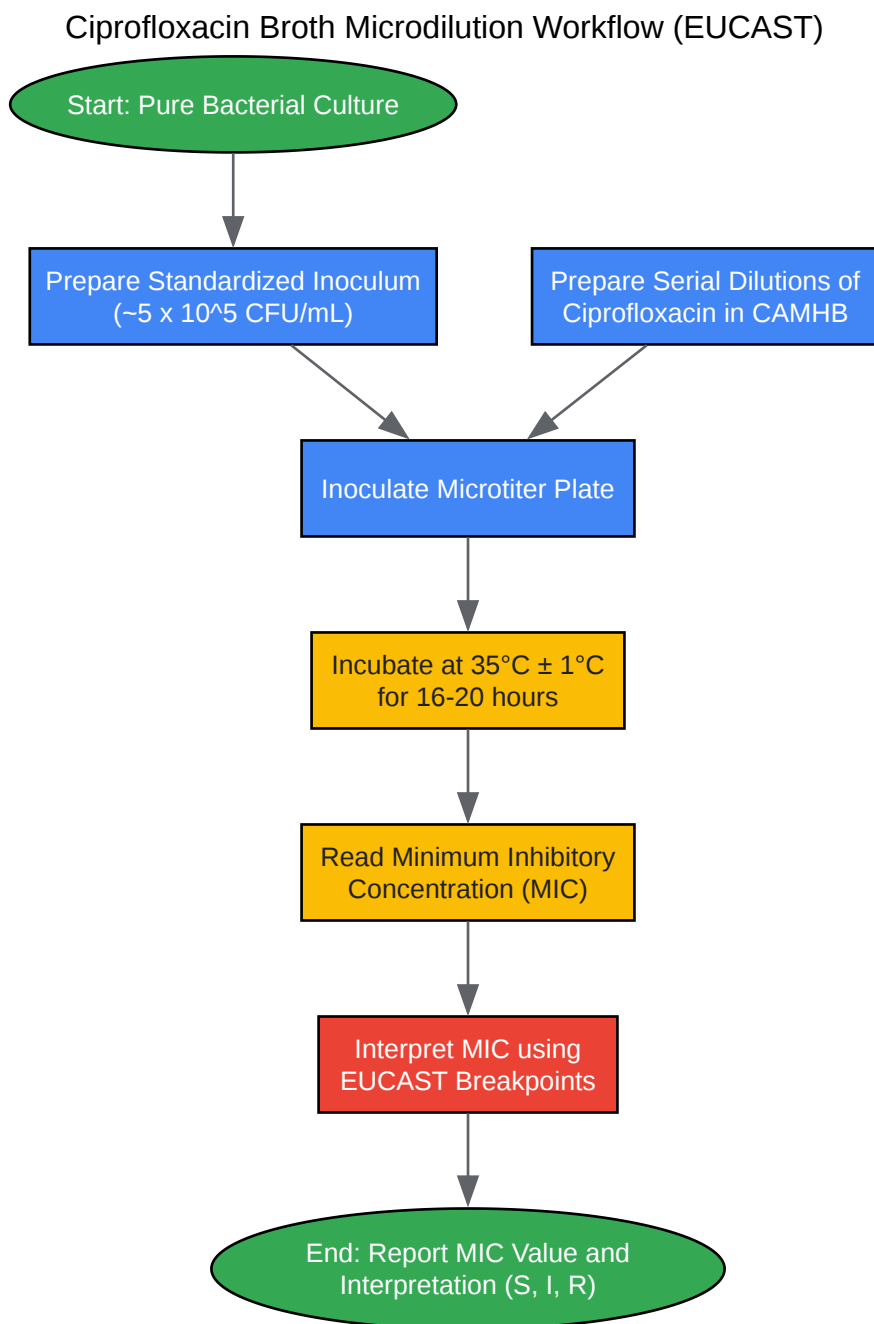 Ciprofloxacin Broth Microdilution Workflow (EUCAST)
Start: Pure Bacterial Culture
Prepare Standardized Inoculum
(~5 x 10^5 CFU/mL)
Prepare Serial Dilutions of
Ciprofloxacin in CAMHB
Inoculate Microtiter Plate
Incubate at 35°C ± 1°C
for 16-20 hours
Read Minimum Inhibitory
Concentration (MIC)
Interpret MIC using
EUCAST Breakpoints
End: Report MIC Value and
Interpretation (S, I, R)